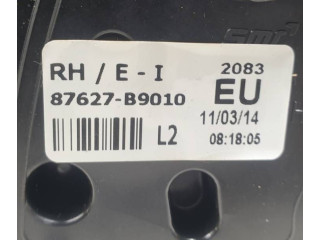 RH / E - I 2083
87627-B9010 EU
11/03/14
L2 08:18:05